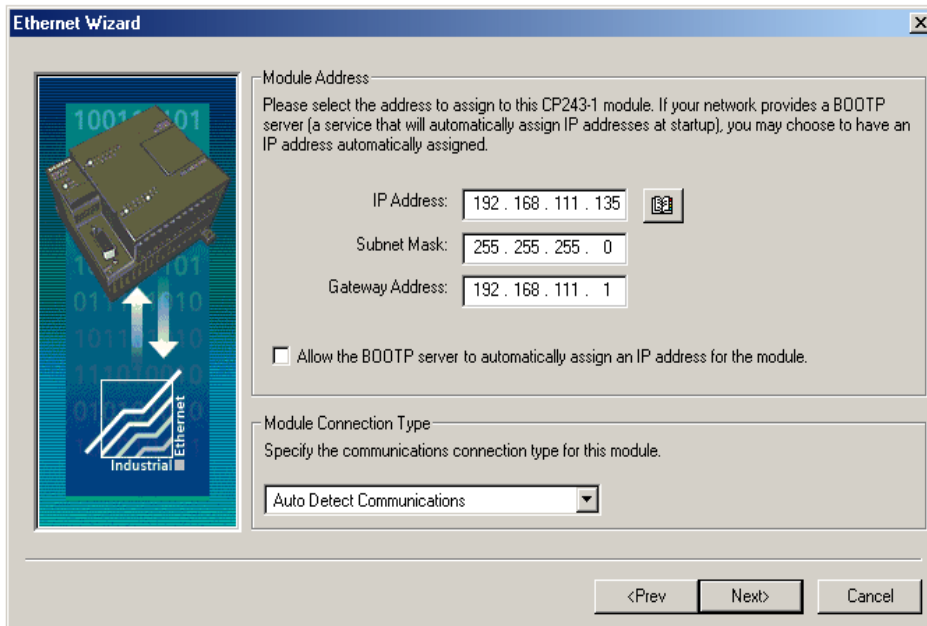 Ethernet Wizard
Module Address
Please select the address to assign to this CP243-1 module. If your network provides a BOOTP
server (a service that will automatically assign IP addresses at startup), you may choose to have an
IP address automatically assigned.
IP Address: 192 . 168 . 111 . 135
Subnet Mask: 255 . 255 . 255 . 0
Gateway Address: 192 . 168 . 111 . 1
Allow the BOOTP server to automatically assign an IP address for the module.
Module Connection Type
Specify the communications connection type for this module.
Auto Detect Communications
Industrial
Ethernet
<Prev
Next>
Cancel